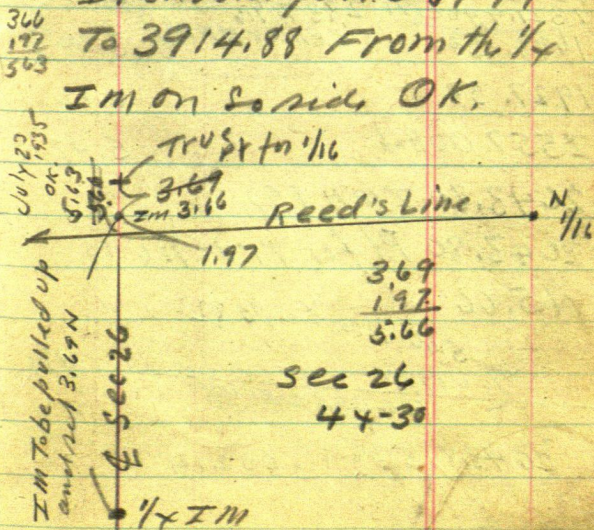 366
197
563
To 3914.88 From the 1/4
Im on So side OK.
July 23
1935
OK.
5.63
Tru Sx for 1/16
3.69
Im 3.66
Reed's Line
N
1/16
1.97
3.69
1.97
5.66
Sec 26
44-30
Sec 26
IM To be pulled up
and set 3.69 N
1/4 IM